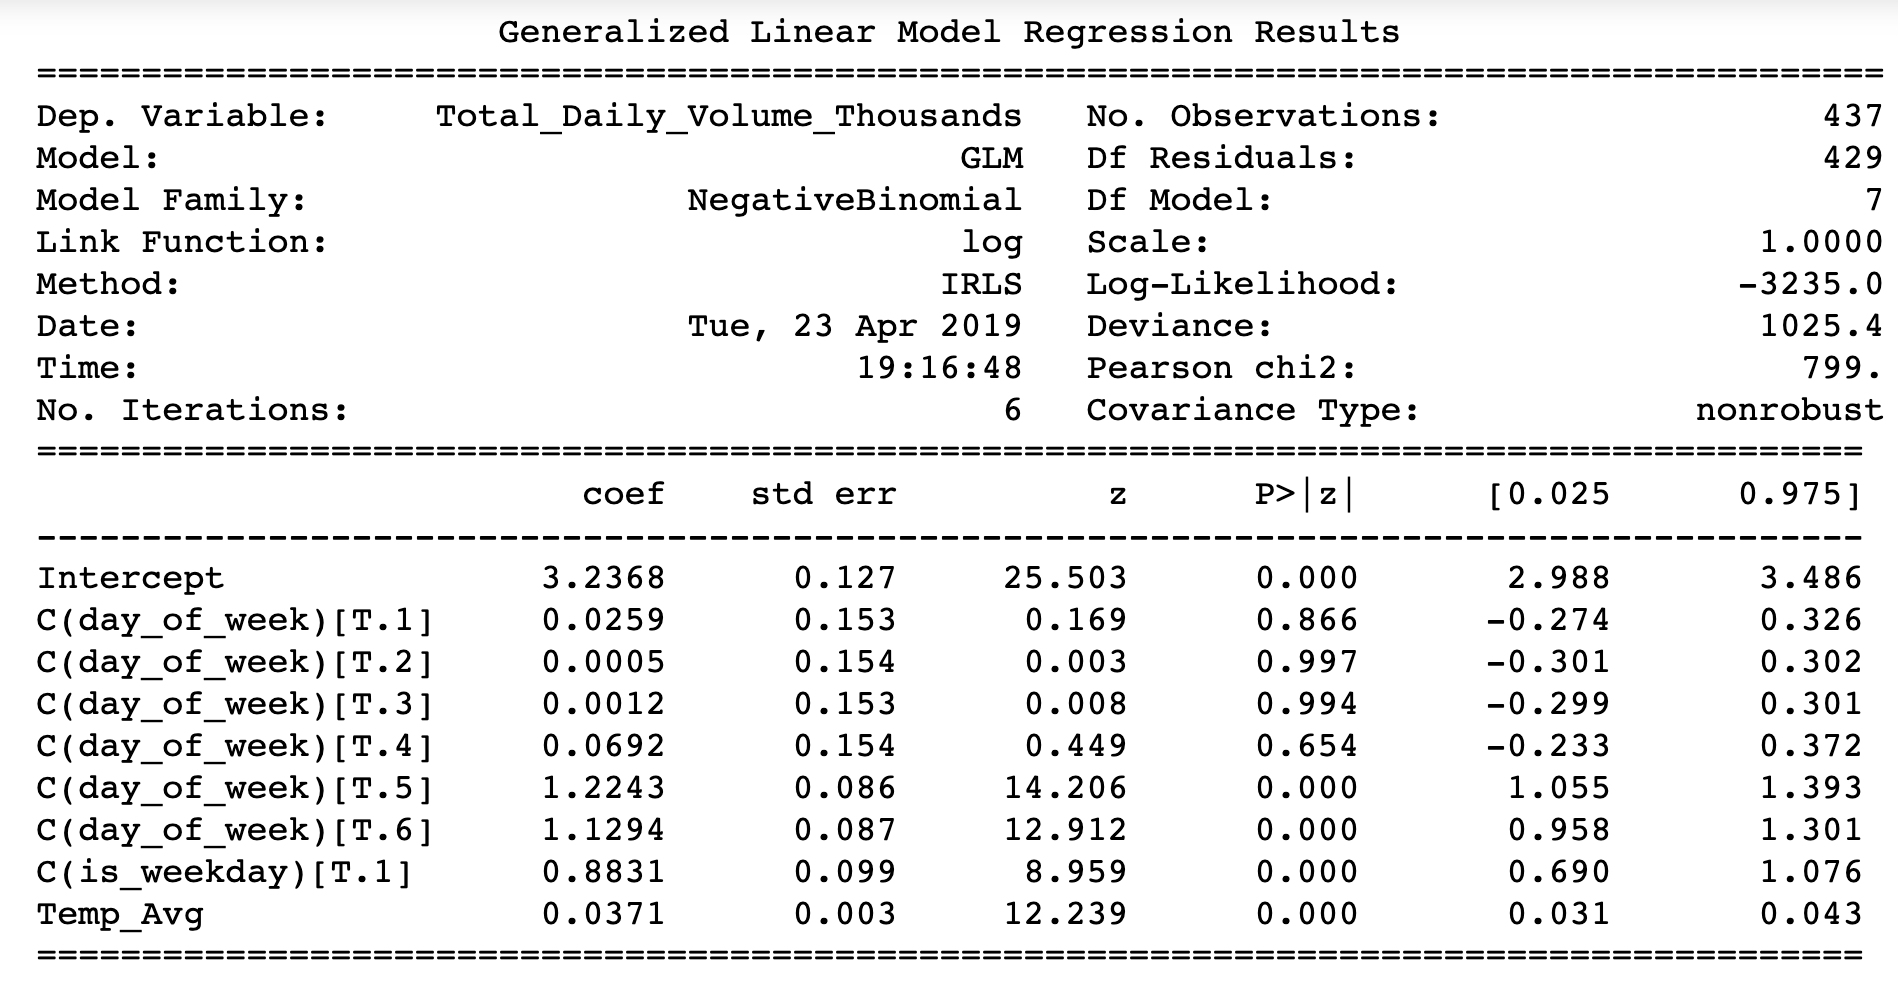 Generalized Linear Model Regression Results
========================================================================================
Dep. Variable: Total_Daily_Volume_Thousands No. Observations: 437
Model: GLM Df Residuals: 429
Model Family: NegativeBinomial Df Model: 7
Link Function: log Scale: 1.0000
Method: IRLS Log-Likelihood: -3235.0
Date: Tue, 23 Apr 2019 Deviance: 1025.4
Time: 19:16:48 Pearson chi2: 799.
No. Iterations: 6 Covariance Type: nonrobust
=======================================================================================
coef std err z P>|z| [0.025 0.975]
---------------------------------------------------------------------------------------
Intercept 3.2368 0.127 25.503 0.000 2.988 3.486
C(day_of_week)[T.1] 0.0259 0.153 0.169 0.866 -0.274 0.326
C(day_of_week)[T.2] 0.0005 0.154 0.003 0.997 -0.301 0.302
C(day_of_week)[T.3] 0.0012 0.153 0.008 0.994 -0.299 0.301
C(day_of_week)[T.4] 0.0692 0.154 0.449 0.654 -0.233 0.372
C(day_of_week)[T.5] 1.2243 0.086 14.206 0.000 1.055 1.393
C(day_of_week)[T.6] 1.1294 0.087 12.912 0.000 0.958 1.301
C(is_weekday)[T.1] 0.8831 0.099 8.959 0.000 0.690 1.076
Temp_Avg 0.0371 0.003 12.239 0.000 0.031 0.043
=======================================================================================